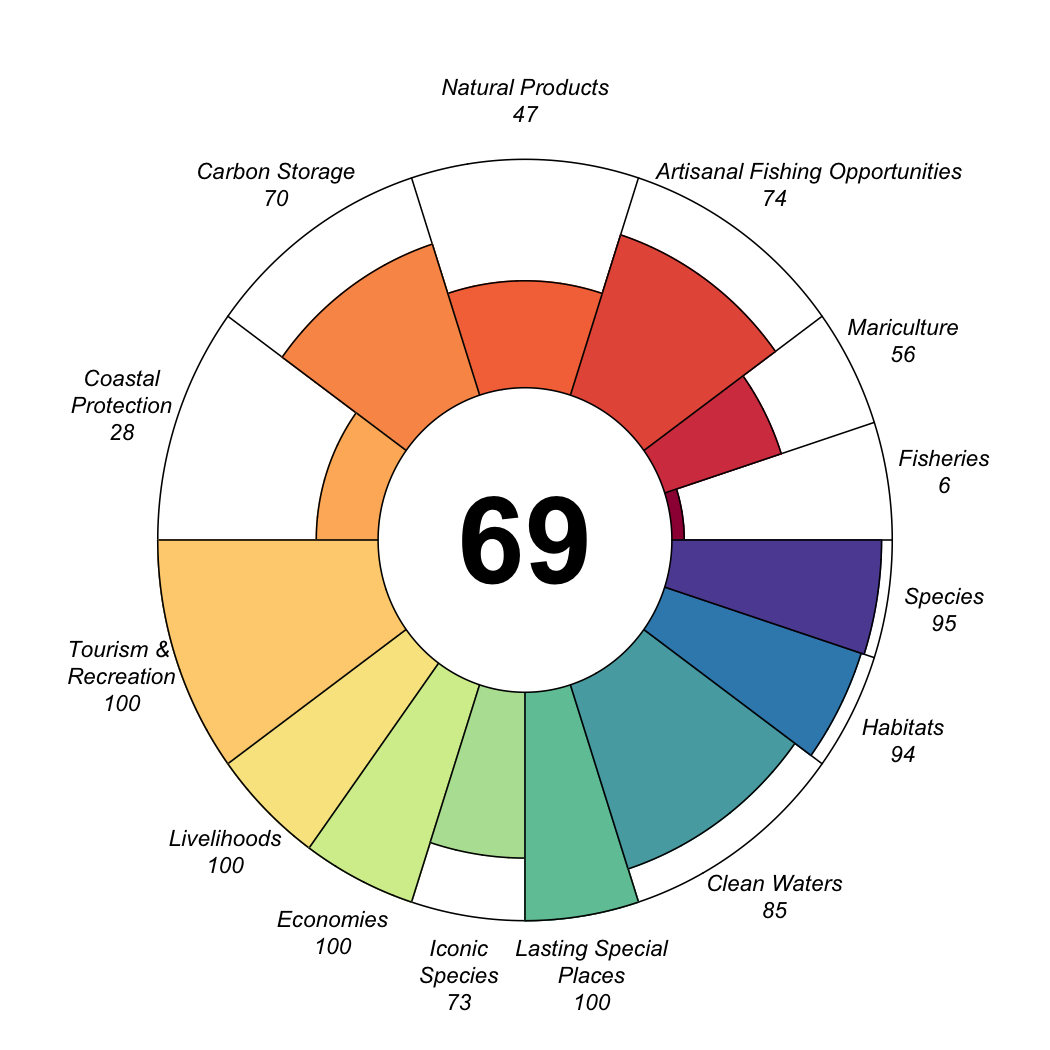 Natural Products
47
Carbon Storage
70
Artisanal Fishing Opportunities
74
Mariculture
56
Coastal
Protection
28
Fisheries
6
69
Species
95
Tourism &
Recreation
100
Habitats
94
Livelihoods
100
Clean Waters
85
Economies
100
Iconic
Species
73
Lasting Special
Places
100